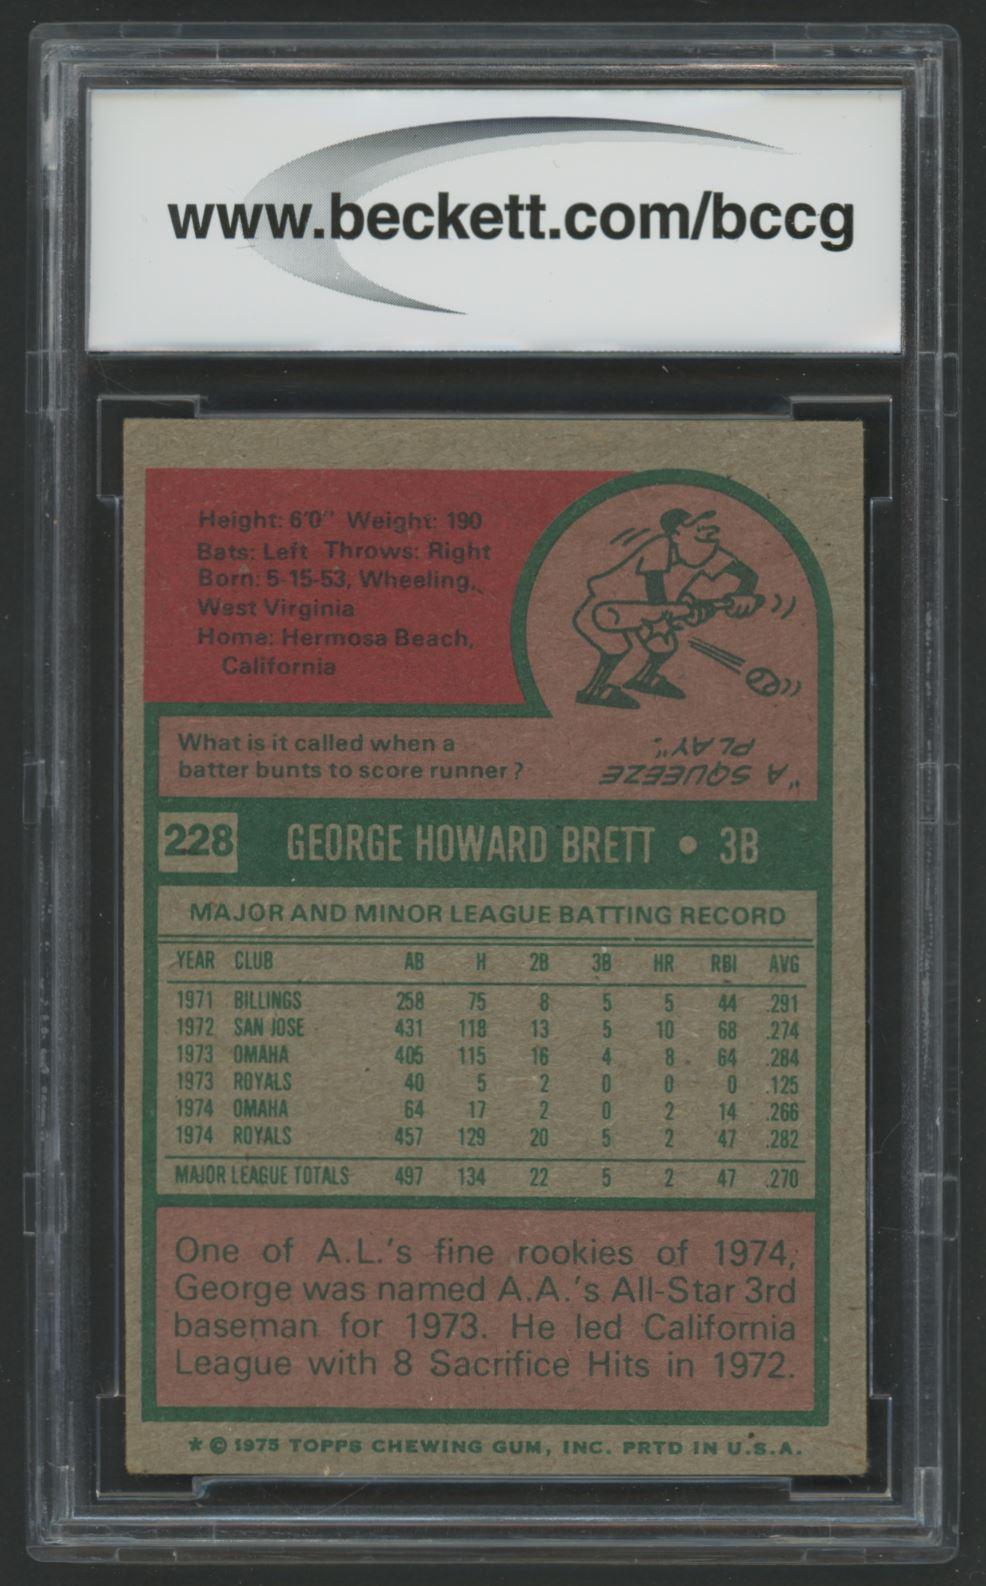 www.beckett.com/bccg
Height: 6'0" Weight: 190
Bats: Left Throws: Right
Born: 5-15-53, Wheeling,
West Virginia
Home: Hermosa Beach,
California
What is it called when a
batter bunts to score runner?
"A SQUEEZE
PLAY".
228 GEORGE HOWARD BRETT • 3B
MAJOR AND MINOR LEAGUE BATTING RECORD
YEAR CLUB AB H 2B 3B HR RBI AVG
1971 BILLINGS 258 75 8 5 5 44 .291
1972 SAN JOSE 431 118 13 5 10 68 .274
1973 OMAHA 405 115 16 4 8 64 .284
1973 ROYALS 40 5 2 0 0 0 .125
1974 OMAHA 64 17 2 0 2 14 .266
1974 ROYALS 457 129 20 5 2 47 .282
MAJOR LEAGUE TOTALS 497 134 22 5 2 47 .270
One of A.L.'s fine rookies of 1974,
George was named A.A.'s All-Star 3rd
baseman for 1973. He led California
League with 8 Sacrifice Hits in 1972.
* © 1975 TOPPS CHEWING GUM, INC. PRTD IN U.S.A.